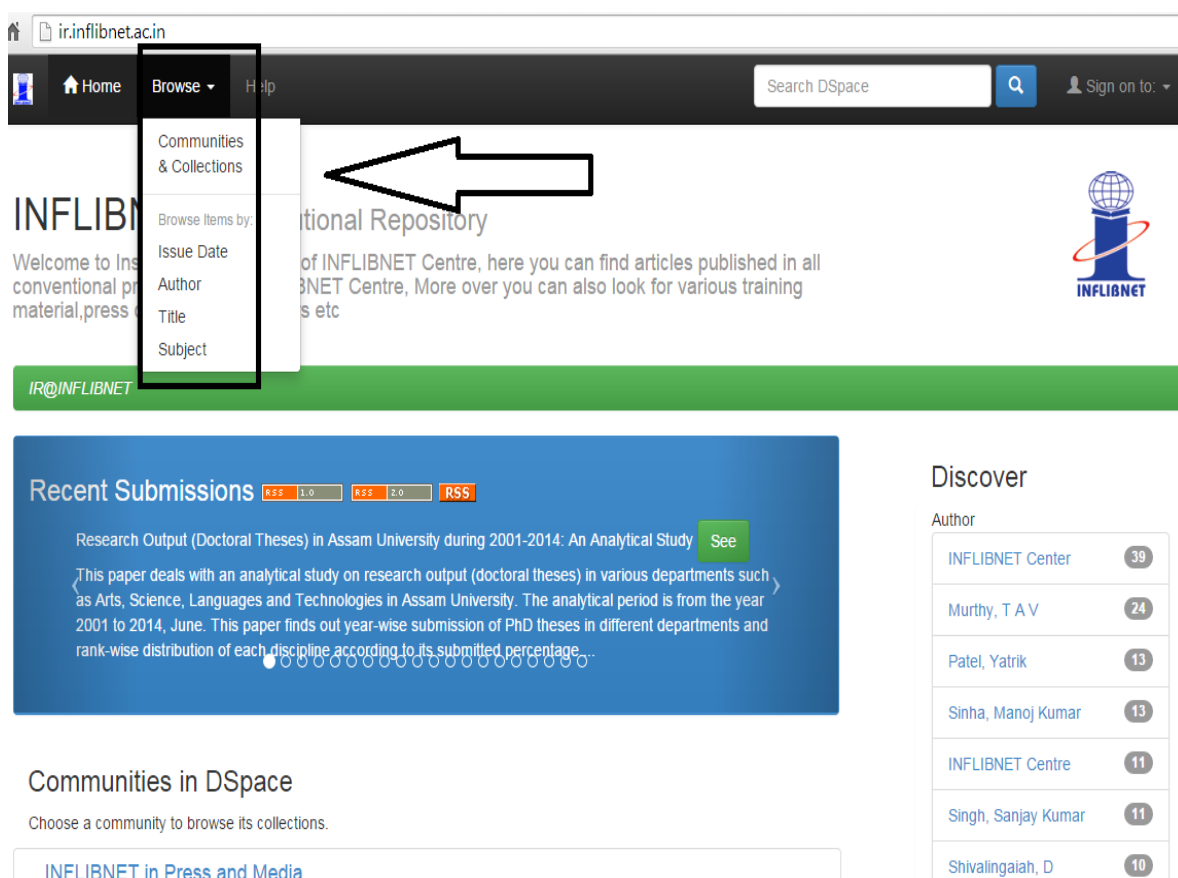 ir.inflibnet.ac.in
Home Browse Help
Search DSpace
Sign on to:
Communities
& Collections
Browse Items by:
Issue Date
Author
Title
Subject
INFLIBN tional Repository
Welcome to Ins of INFLIBNET Centre, here you can find articles published in all
conventional pr BNET Centre, More over you can also look for various training
material,press s etc
INFLIBNET
IR@INFLIBNET
Recent Submissions RSS 1.0 RSS 2.0 RSS
Research Output (Doctoral Theses) in Assam University during 2001-2014: An Analytical Study See
This paper deals with an analytical study on research output (doctoral theses) in various departments such
as Arts, Science, Languages and Technologies in Assam University. The analytical period is from the year
2001 to 2014, June. This paper finds out year-wise submission of PhD theses in different departments and
rank-wise distribution of each discipline according to its submitted percentage....
Communities in DSpace
Choose a community to browse its collections.
INFLIBNET in Press and Media
Discover
Author
INFLIBNET Center 39
Murthy, T A V 24
Patel, Yatrik 13
Sinha, Manoj Kumar 13
INFLIBNET Centre 11
Singh, Sanjay Kumar 11
Shivalingaiah, D 10